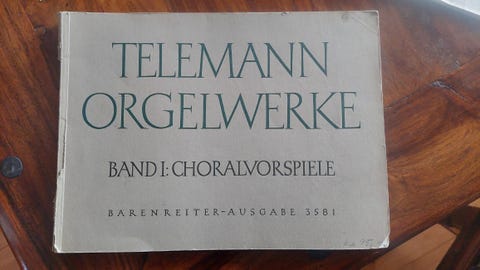 TELEMANN
ORGELWERKE
BAND I: CHORALVORSPIELE
BÄRENREITER-AUSGABE 3581